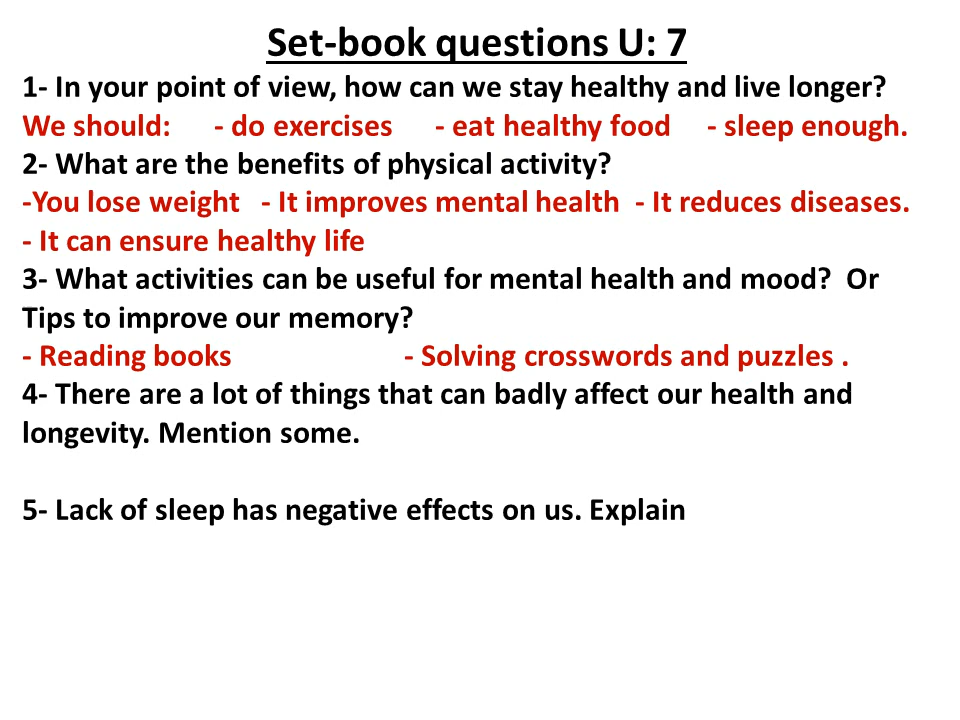 Set-book questions U: 7
1- In your point of view, how can we stay healthy and live longer?
We should: - do exercises - eat healthy food - sleep enough.
2- What are the benefits of physical activity?
-You lose weight - It improves mental health - It reduces diseases.
- It can ensure healthy life
3- What activities can be useful for mental health and mood? Or
Tips to improve our memory?
- Reading books - Solving crosswords and puzzles .
4- There are a lot of things that can badly affect our health and
longevity. Mention some.
5- Lack of sleep has negative effects on us. Explain